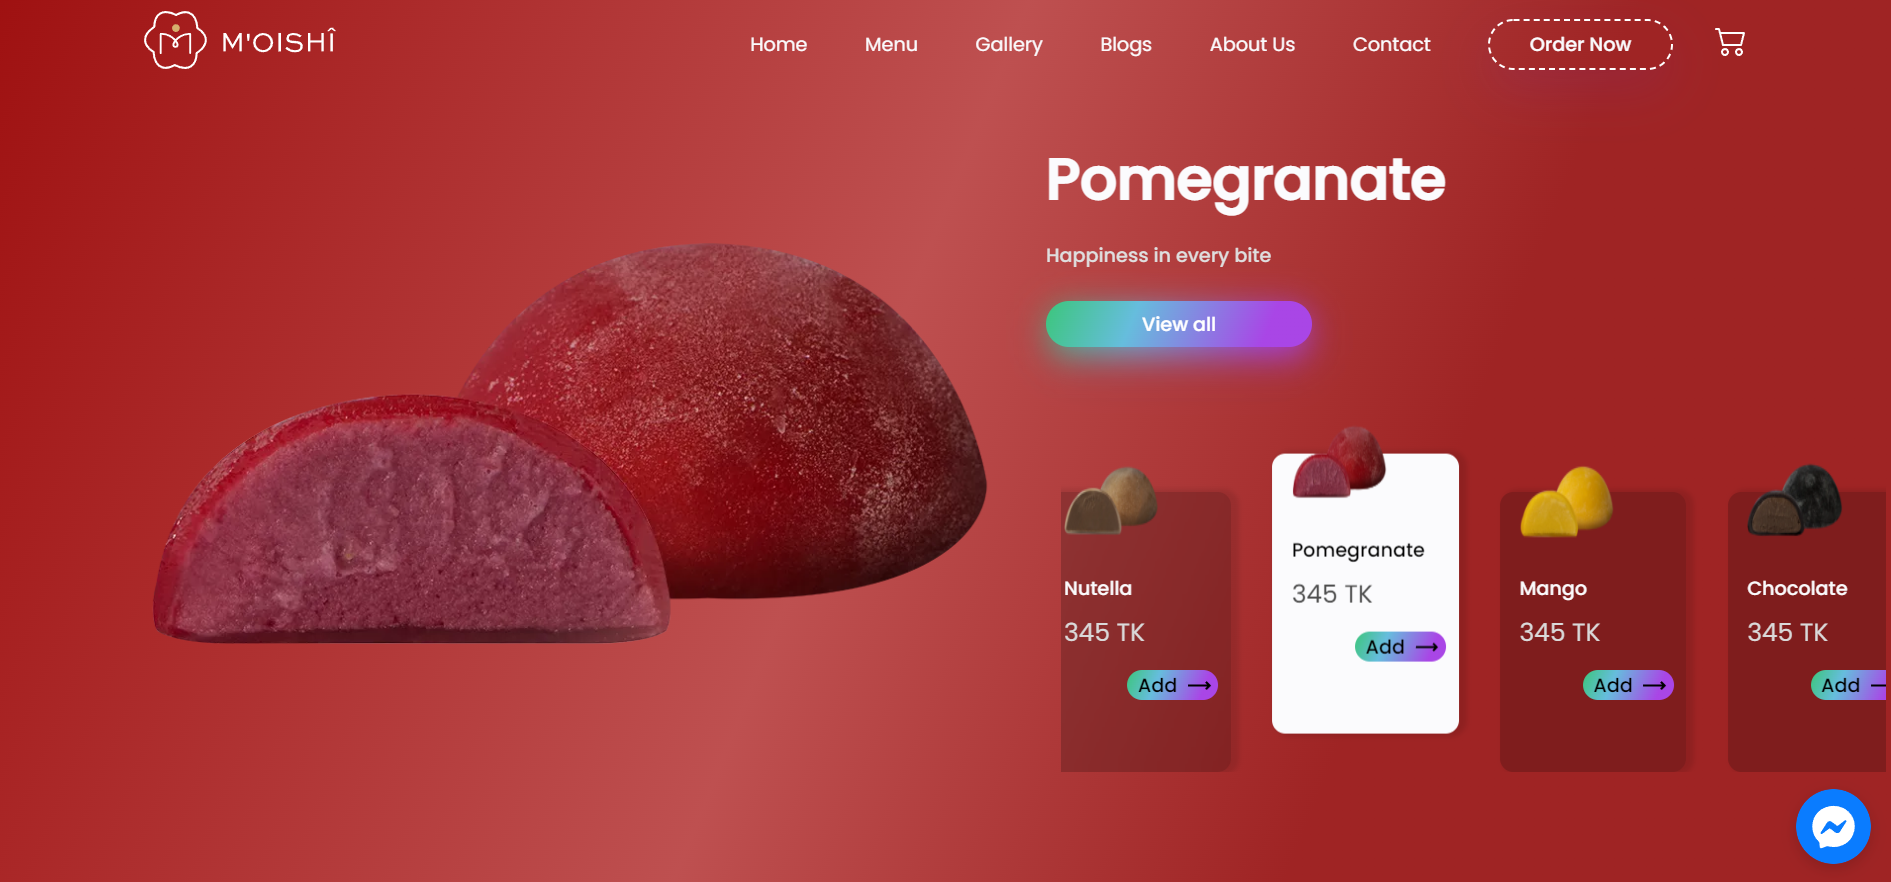 M'OISHÎ
Home
Menu
Gallery
Blogs
About Us
Contact
Order Now
Pomegranate
Happiness in every bite
View all
Nutella
345 TK
Add
Pomegranate
345 TK
Add
Mango
345 TK
Add
Chocolate
345 TK
Add